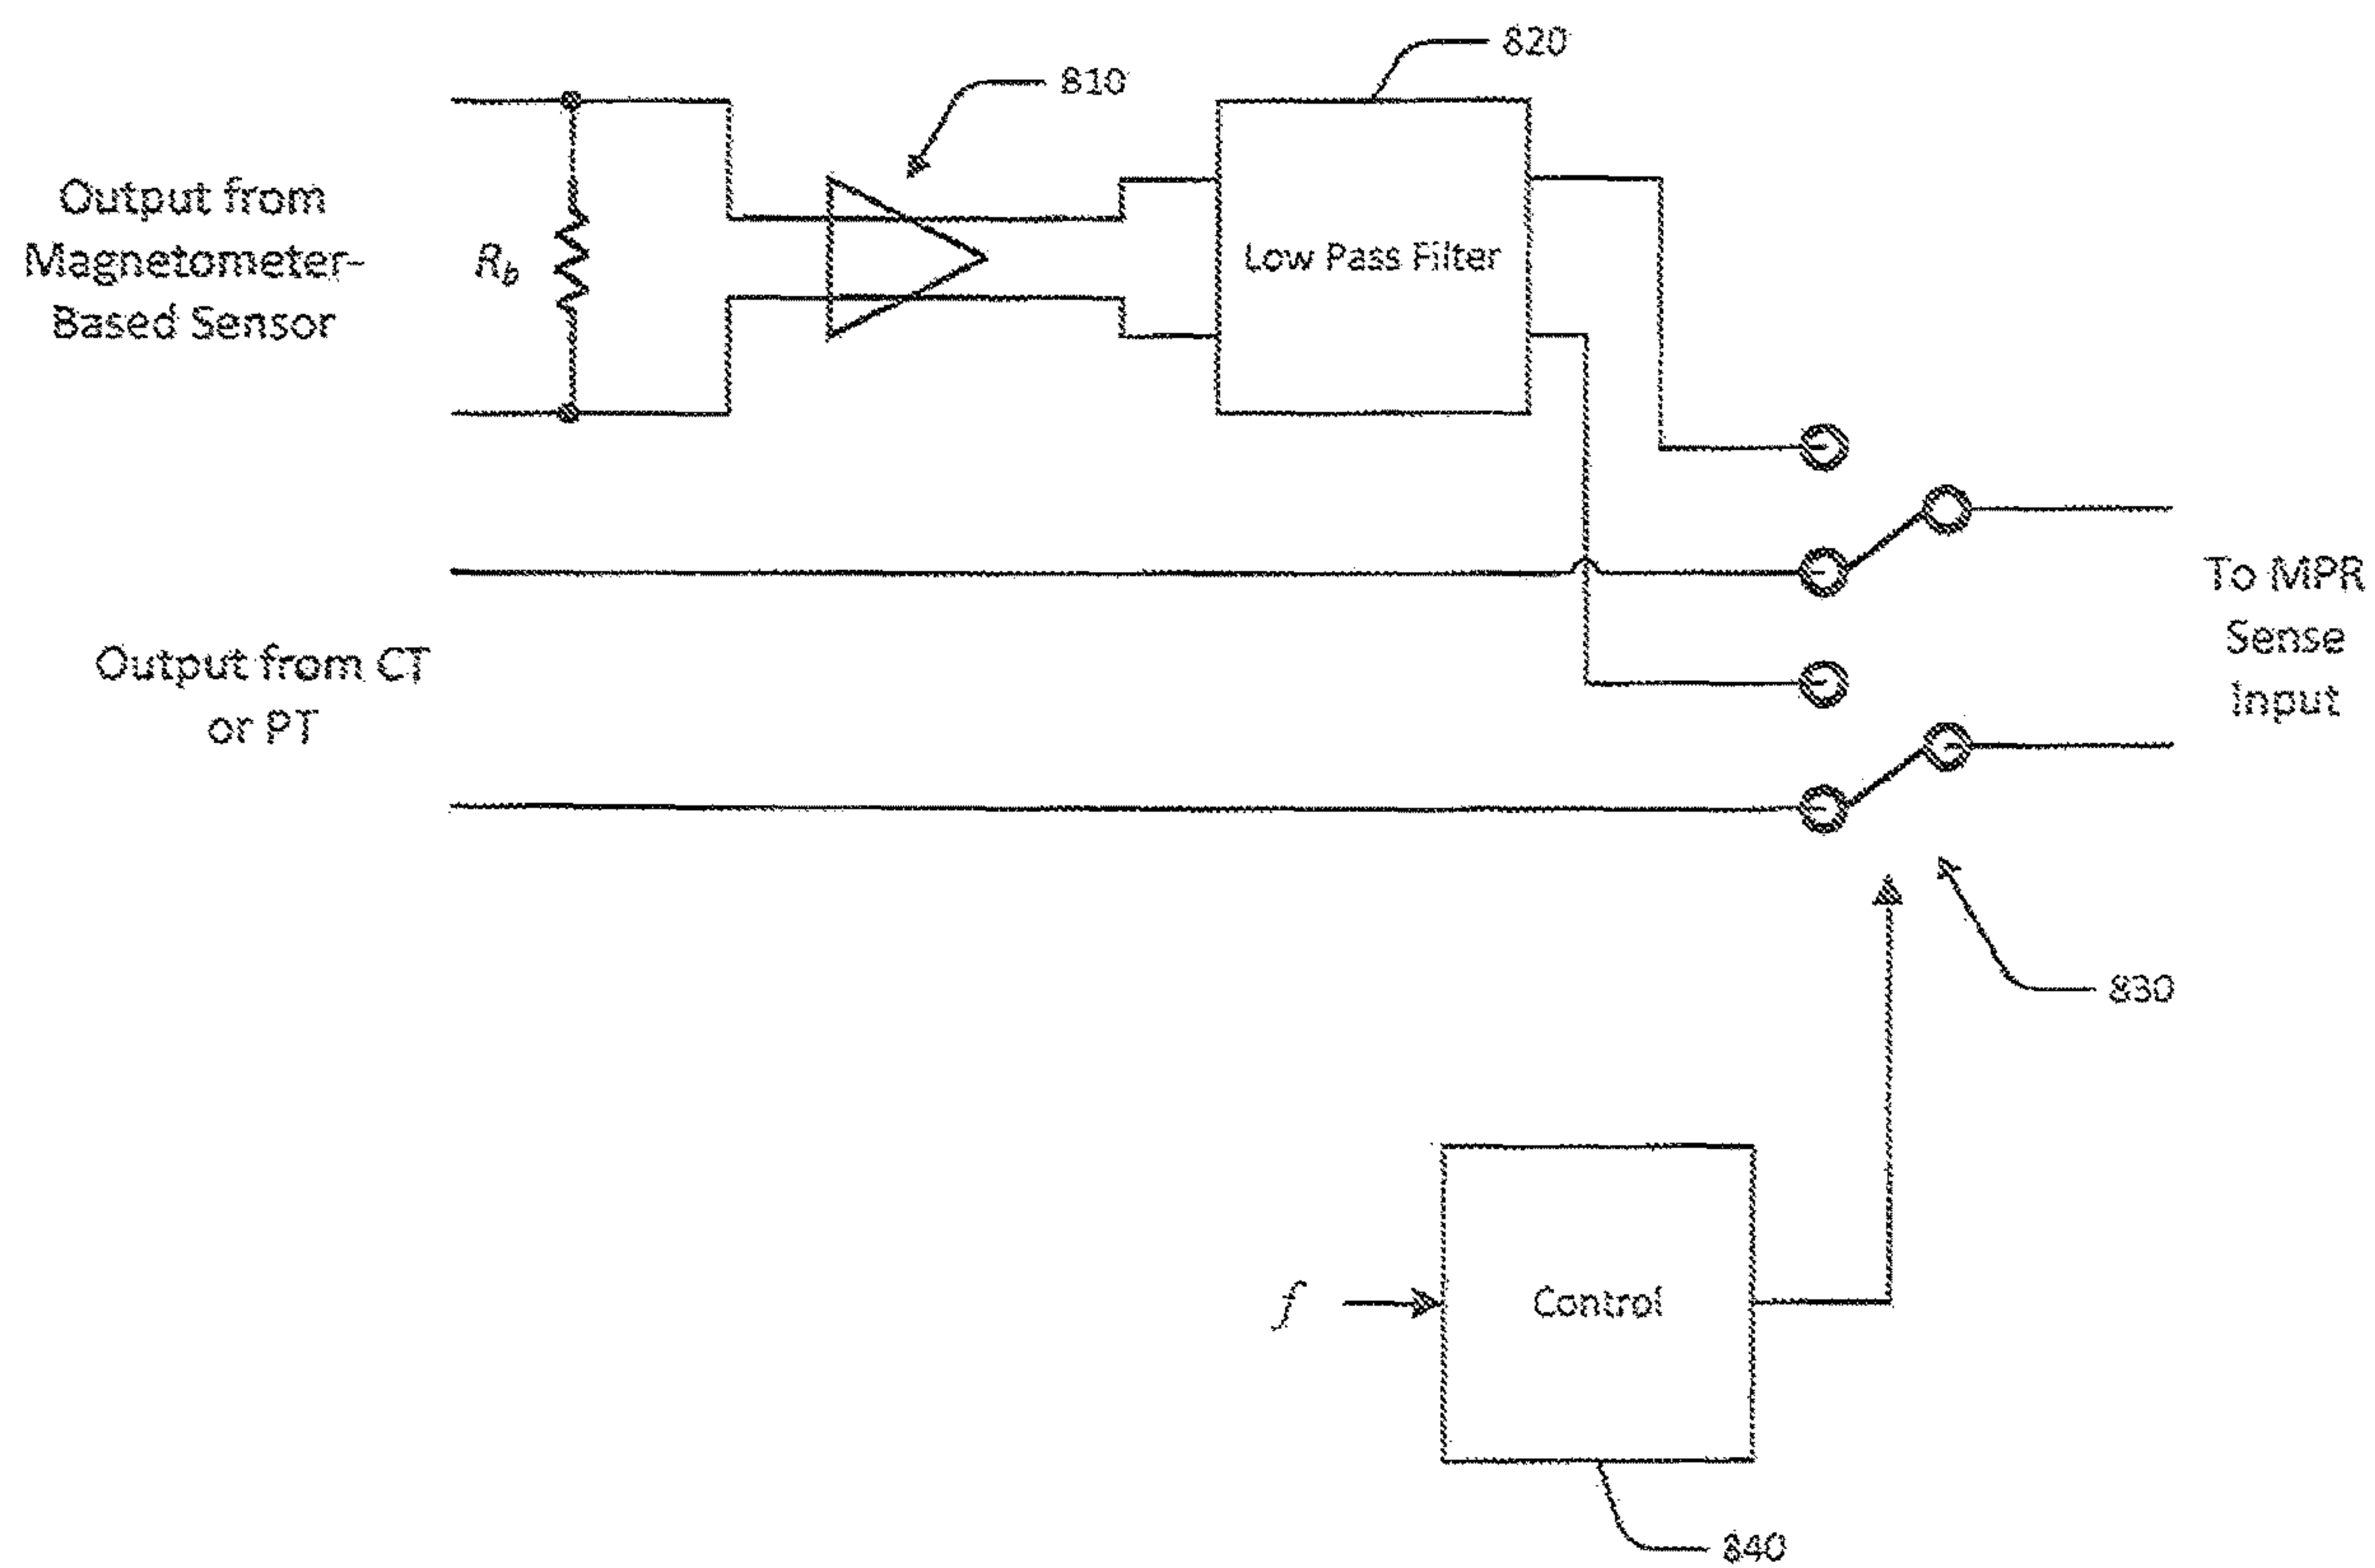 820
810
Output from
Magnetometer-
Based Sensor
Rb
Low Pass Filter
To MPR
Sense
Input
Output from CT
or PT
830
f
Control
840